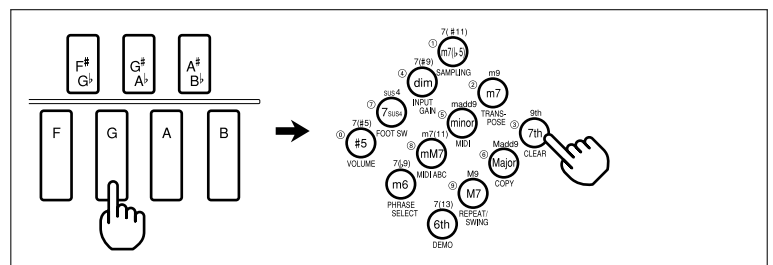 F# G♭
G# A♭
A# B♭
F
G
A
B
7(#11)
① m7(♭5)
SAMPLING
7(#9)
④ dim
INPUT
GAIN
m9
② m7
TRANS-
POSE
SUS4
⑦ 7SUS4
FOOT SW
madd9
⑤ minor
MIDI
9th
③ 7th
CLEAR
7(#5)
⓪ #5
VOLUME
m7(11)
⑧ mM7
MIDI ABC
Madd9
⑥ Major
COPY
7(♭9)
m6
PHRASE
SELECT
M9
⑨ M7
REPEAT/
SWING
7(13)
6th
DEMO